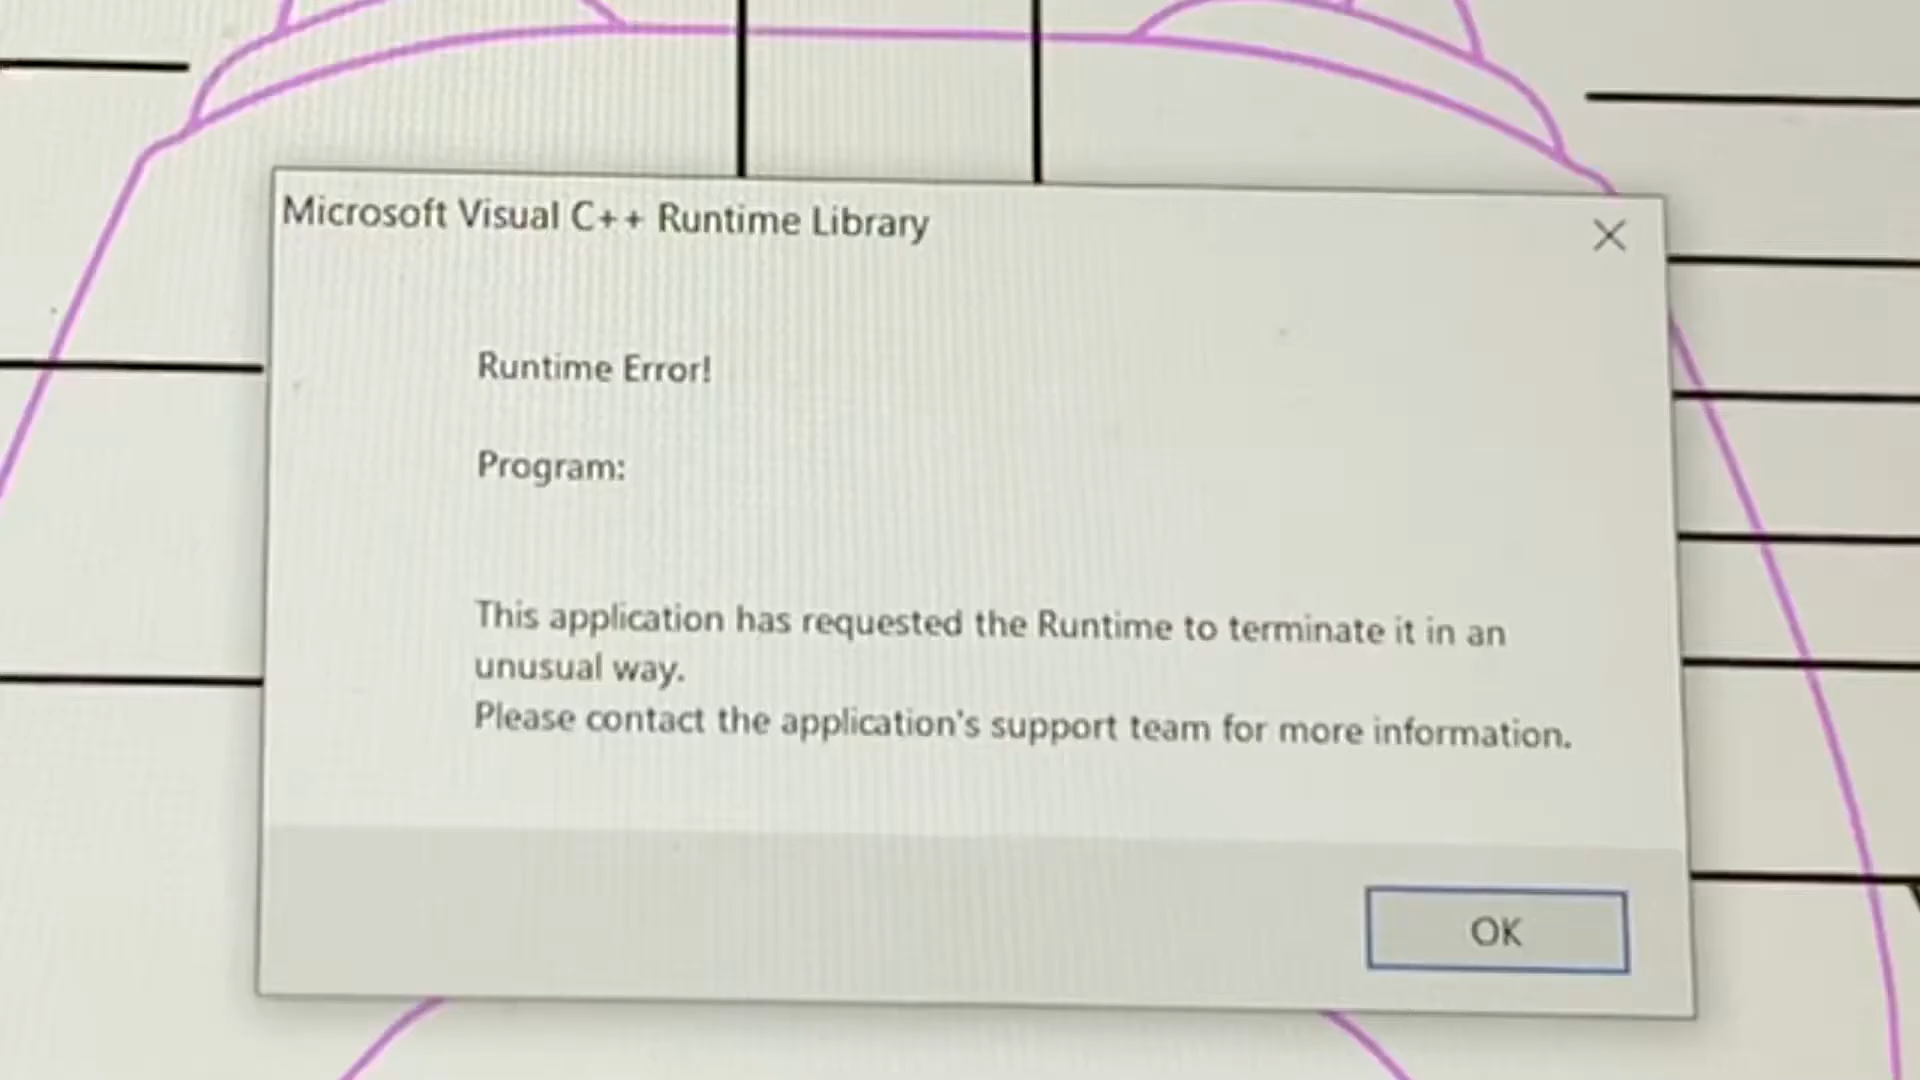 Microsoft Visual C++ Runtime Library
Runtime Error!
Program:
This application has requested the Runtime to terminate it in an
unusual way.
Please contact the application's support team for more information.
OK